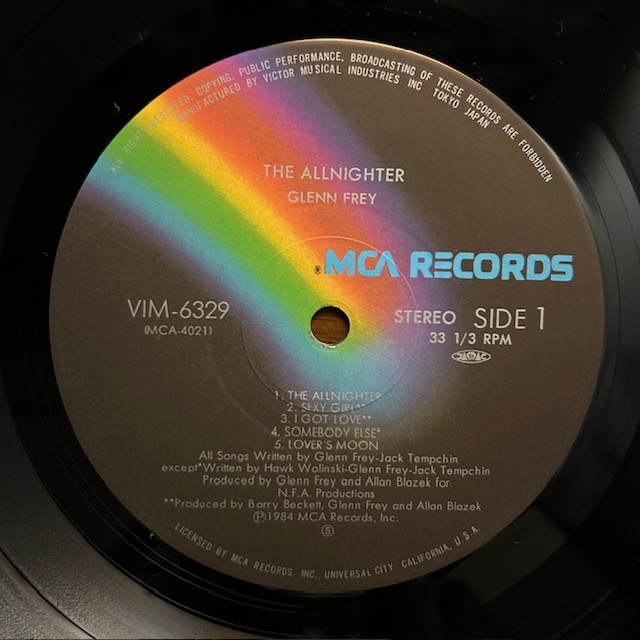 ALL RIGHTS RESERVED, COPYING, PUBLIC PERFORMANCE, BROADCASTING OF THESE RECORDS ARE FORBIDDEN
MANUFACTURED BY VICTOR MUSICAL INDUSTRIES INC TOKYO JAPAN
THE ALLNIGHTER
GLENN FREY
® MCA RECORDS
VIM-6329
(MCA-40211)
STEREO SIDE 1
33 1/3 RPM
JASRAC
1. THE ALLNIGHTER
2. SEXY GIRL**
3. I GOT LOVE**
4. SOMEBODY ELSE*
5. LOVER'S MOON
All Songs Written by Glenn Frey-Jack Tempchin
except*Written by Hawk Wolinski-Glenn Frey-Jack Tempchin
Produced by Glenn Frey and Allan Blazek for
N.F.A. Productions
**Produced by Barry Beckett, Glenn Frey and Allan Blazek
Ⓟ1984 MCA Records, Inc.
⑤
LICENSED BY MCA RECORDS, INC., UNIVERSAL CITY, CALIFORNIA, U.S.A.